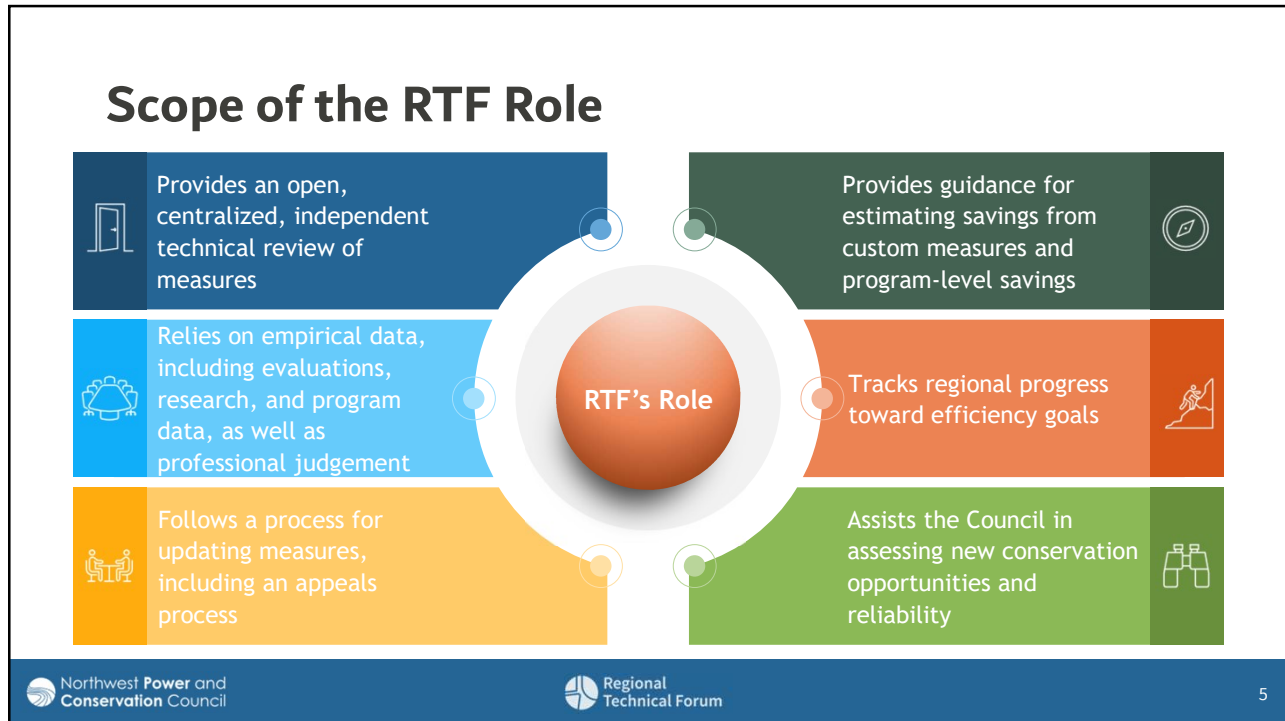 Scope of the RTF Role
Provides an open,
centralized, independent
technical review of
measures
Relies on empirical data,
including evaluations,
research, and program
data, as well as
professional judgement
Follows a process for
updating measures,
including an appeals
process
RTF’s Role
Provides guidance for
estimating savings from
custom measures and
program-level savings
Tracks regional progress
toward efficiency goals
Assists the Council in
assessing new conservation
opportunities and
reliability
Northwest Power and
Conservation Council
Regional
Technical Forum
5